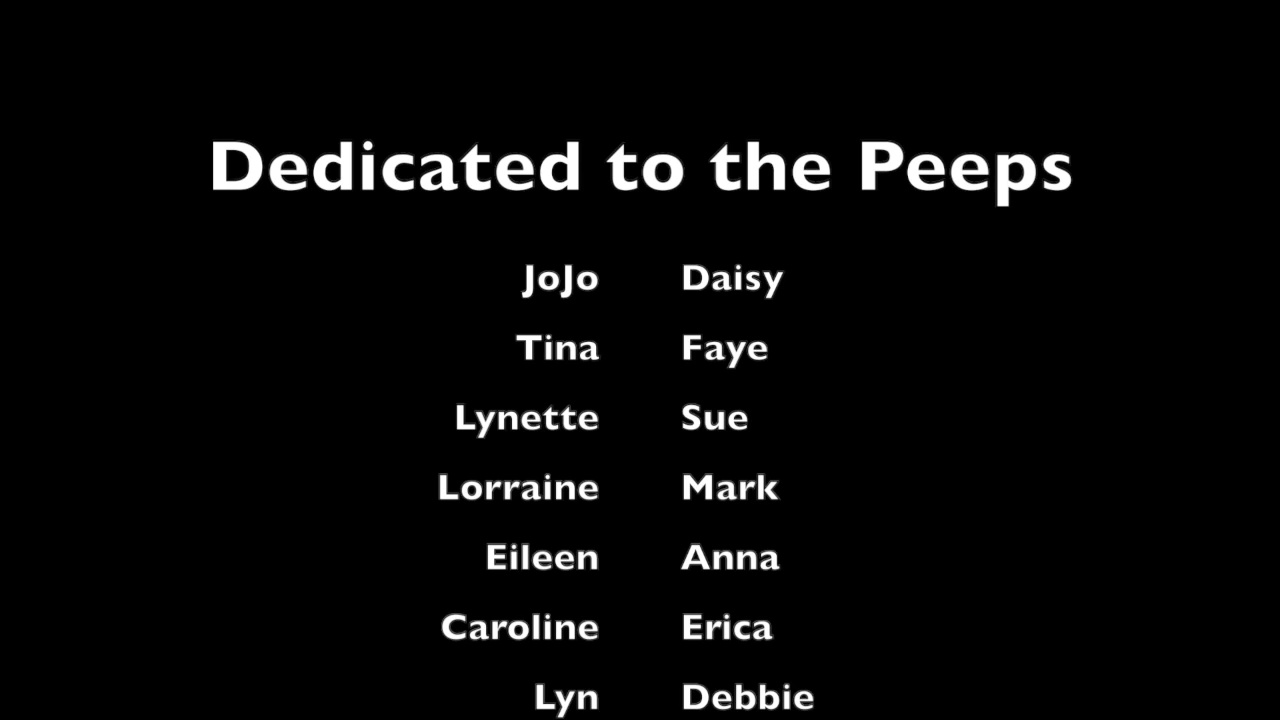 Dedicated to the Peeps
JoJo Daisy
Tina Faye
Lynette Sue
Lorraine Mark
Eileen Anna
Caroline Erica
Lyn Debbie